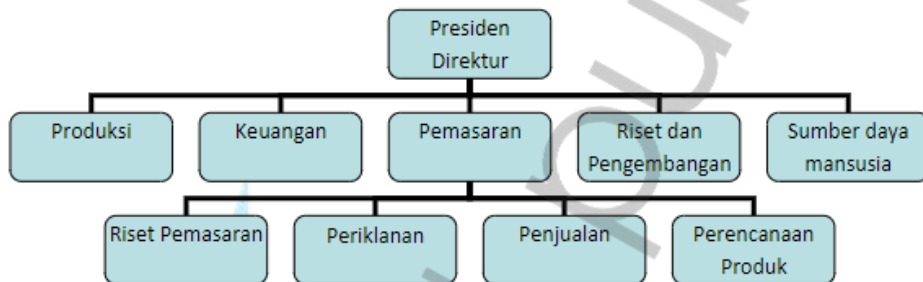 Presiden
Direktur
Produksi
Keuangan
Pemasaran
Riset dan
Pengembangan
Sumber daya
mansusia
Riset Pemasaran
Periklanan
Penjualan
Perencanaan
Produk